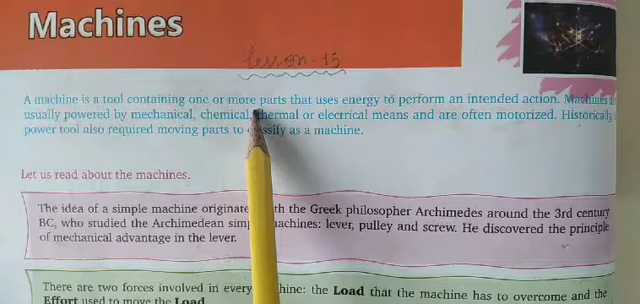 Machines
lesson-15
A machine is a tool containing one or more parts that uses energy to perform an intended action. Machines
usually powered by mechanical, chemical, thermal or electrical means and are often motorized. Historically,
power tool also required moving parts to classify as a machine.
Let us read about the machines.
The idea of a simple machine the Greek philosopher Archimedes around the 3rd century
BC, who studied the Archimedean machines: lever, pulley and screw. He discovered the principle
of mechanical advantage in the lever.
There are two forces involved in every the Load that the machine has to overcome and the
Effort used to move the Load